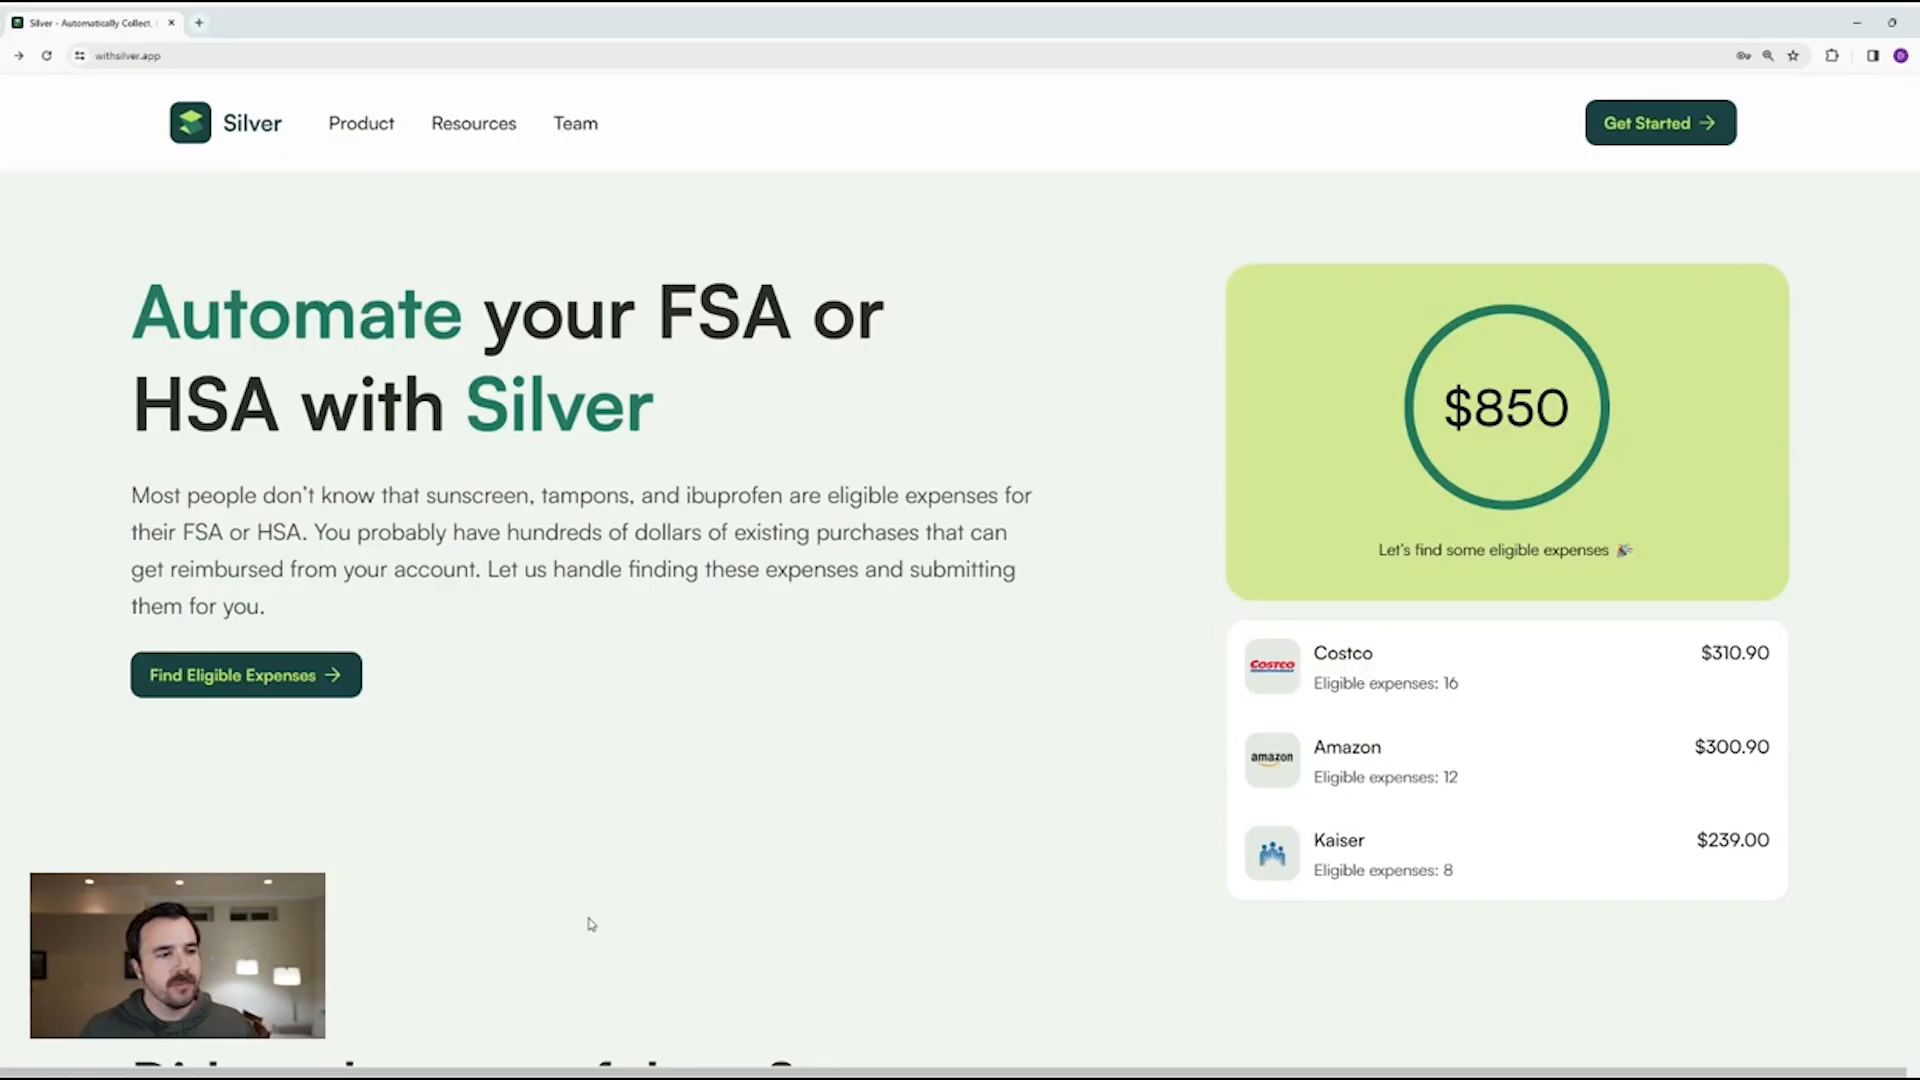 Silver - Automatically Collect,
withsilver.app
Silver
Product
Resources
Team
Get Started →
Automate your FSA or
HSA with Silver
Most people don't know that sunscreen, tampons, and ibuprofen are eligible expenses for
their FSA or HSA. You probably have hundreds of dollars of existing purchases that can
get reimbursed from your account. Let us handle finding these expenses and submitting
them for you.
Find Eligible Expenses →
$850
Let's find some eligible expenses 🎉
COSTCO
Costco
$310.90
Eligible expenses: 16
amazon
Amazon
$300.90
Eligible expenses: 12
Kaiser
$239.00
Eligible expenses: 8